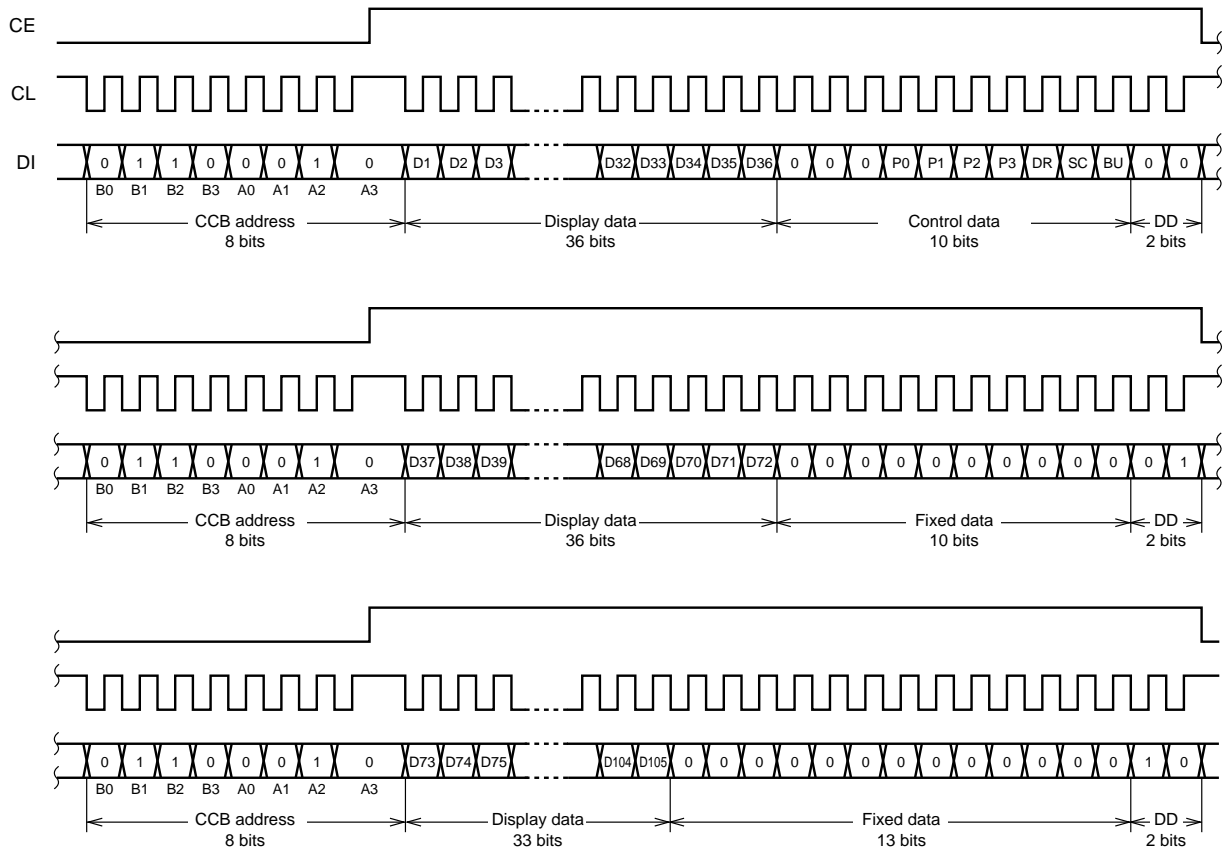 CE
CL
DI 0 1 1 0 0 0 1 0 D1 D2 D3 D32 D33 D34 D35 D36 0 0 0 P0 P1 P2 P3 DR SC BU 0 0
B0 B1 B2 B3 A0 A1 A2 A3
CCB address Display data Control data DD
8 bits 36 bits 10 bits 2 bits
0 1 1 0 0 0 1 0 D37 D38 D39 D68 D69 D70 D71 D72 0 0 0 0 0 0 0 0 0 0 0 1
B0 B1 B2 B3 A0 A1 A2 A3
CCB address Display data Fixed data DD
8 bits 36 bits 10 bits 2 bits
0 1 1 0 0 0 1 0 D73 D74 D75 D104 D105 0 0 0 0 0 0 0 0 0 0 0 0 0 1 0
B0 B1 B2 B3 A0 A1 A2 A3
CCB address Display data Fixed data DD
8 bits 33 bits 13 bits 2 bits